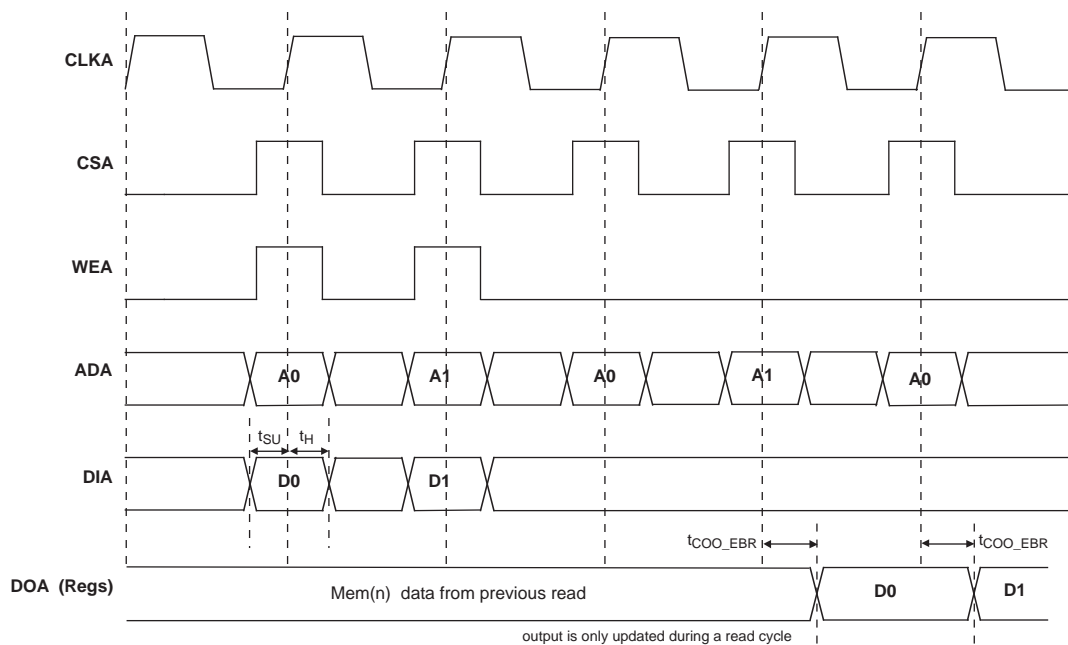 CLKA
CSA
WEA
ADA
A0
A1
A0
A1
A0
tSU
tH
DIA
D0
D1
tCOO_EBR
tCOO_EBR
DOA (Regs)
Mem(n) data from previous read
D0
D1
output is only updated during a read cycle